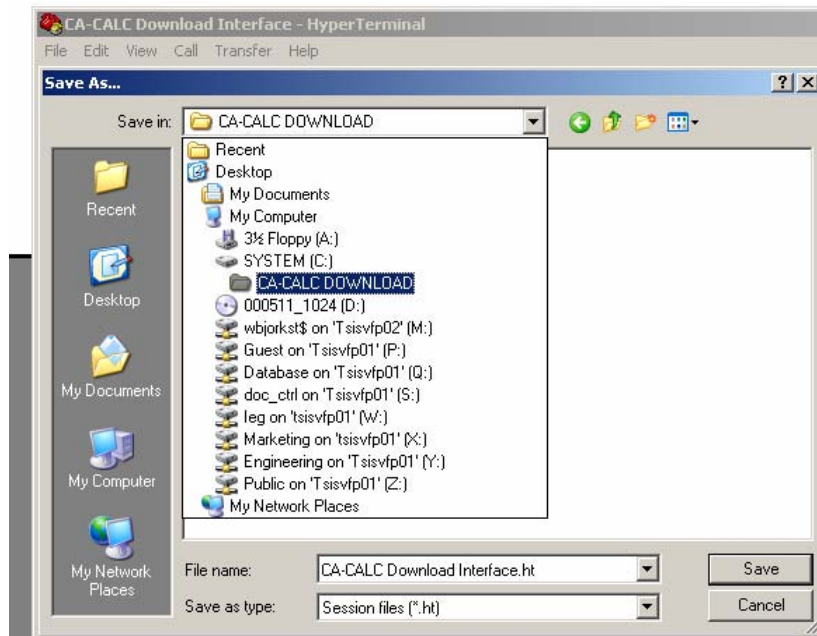 CA-CALC Download Interface - HyperTerminal
File Edit View Call Transfer Help
Save As...
Save in: CA-CALC DOWNLOAD
Recent
Desktop
My Documents
My Computer
3½ Floppy (A:)
SYSTEM (C:)
CA-CALC DOWNLOAD
000511_1024 (D:)
wbjorkst$ on 'Tsisvfp02' (M:)
Guest on 'Tsisvfp01' (P:)
Database on 'Tsisvfp01' (Q:)
doc_ctrl on 'Tsisvfp01' (S:)
leg on 'tsisvfp01' (W:)
Marketing on 'tsisvfp01' (X:)
Engineering on 'Tsisvfp01' (Y:)
Public on 'Tsisvfp01' (Z:)
My Network Places
Recent
Desktop
My Documents
My Computer
My Network
Places
File name: CA-CALC Download Interface.ht Save
Save as type: Session files (*.ht) Cancel